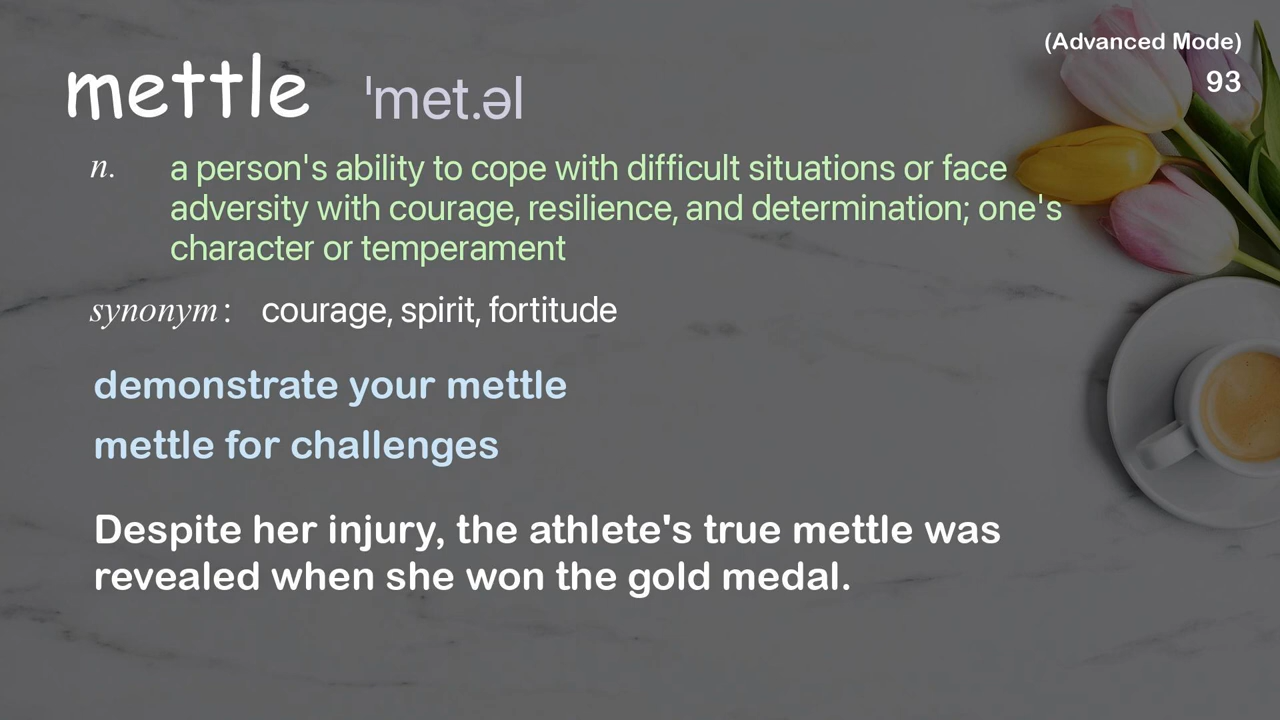 (Advanced Mode)
93
mettle ˈmet.əl
n. a person's ability to cope with difficult situations or face
adversity with courage, resilience, and determination; one's
character or temperament
synonym: courage, spirit, fortitude
demonstrate your mettle
mettle for challenges
Despite her injury, the athlete's true mettle was
revealed when she won the gold medal.